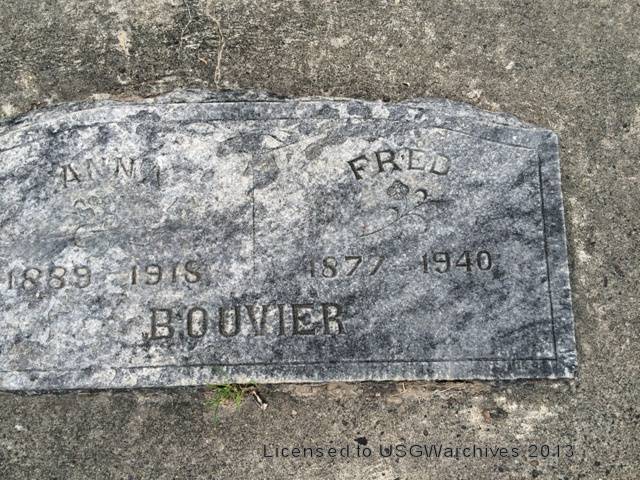 ANNA FRED
1889 - 1918 1877 - 1940
BOUVIER
Licensed to USGWarchives 2013